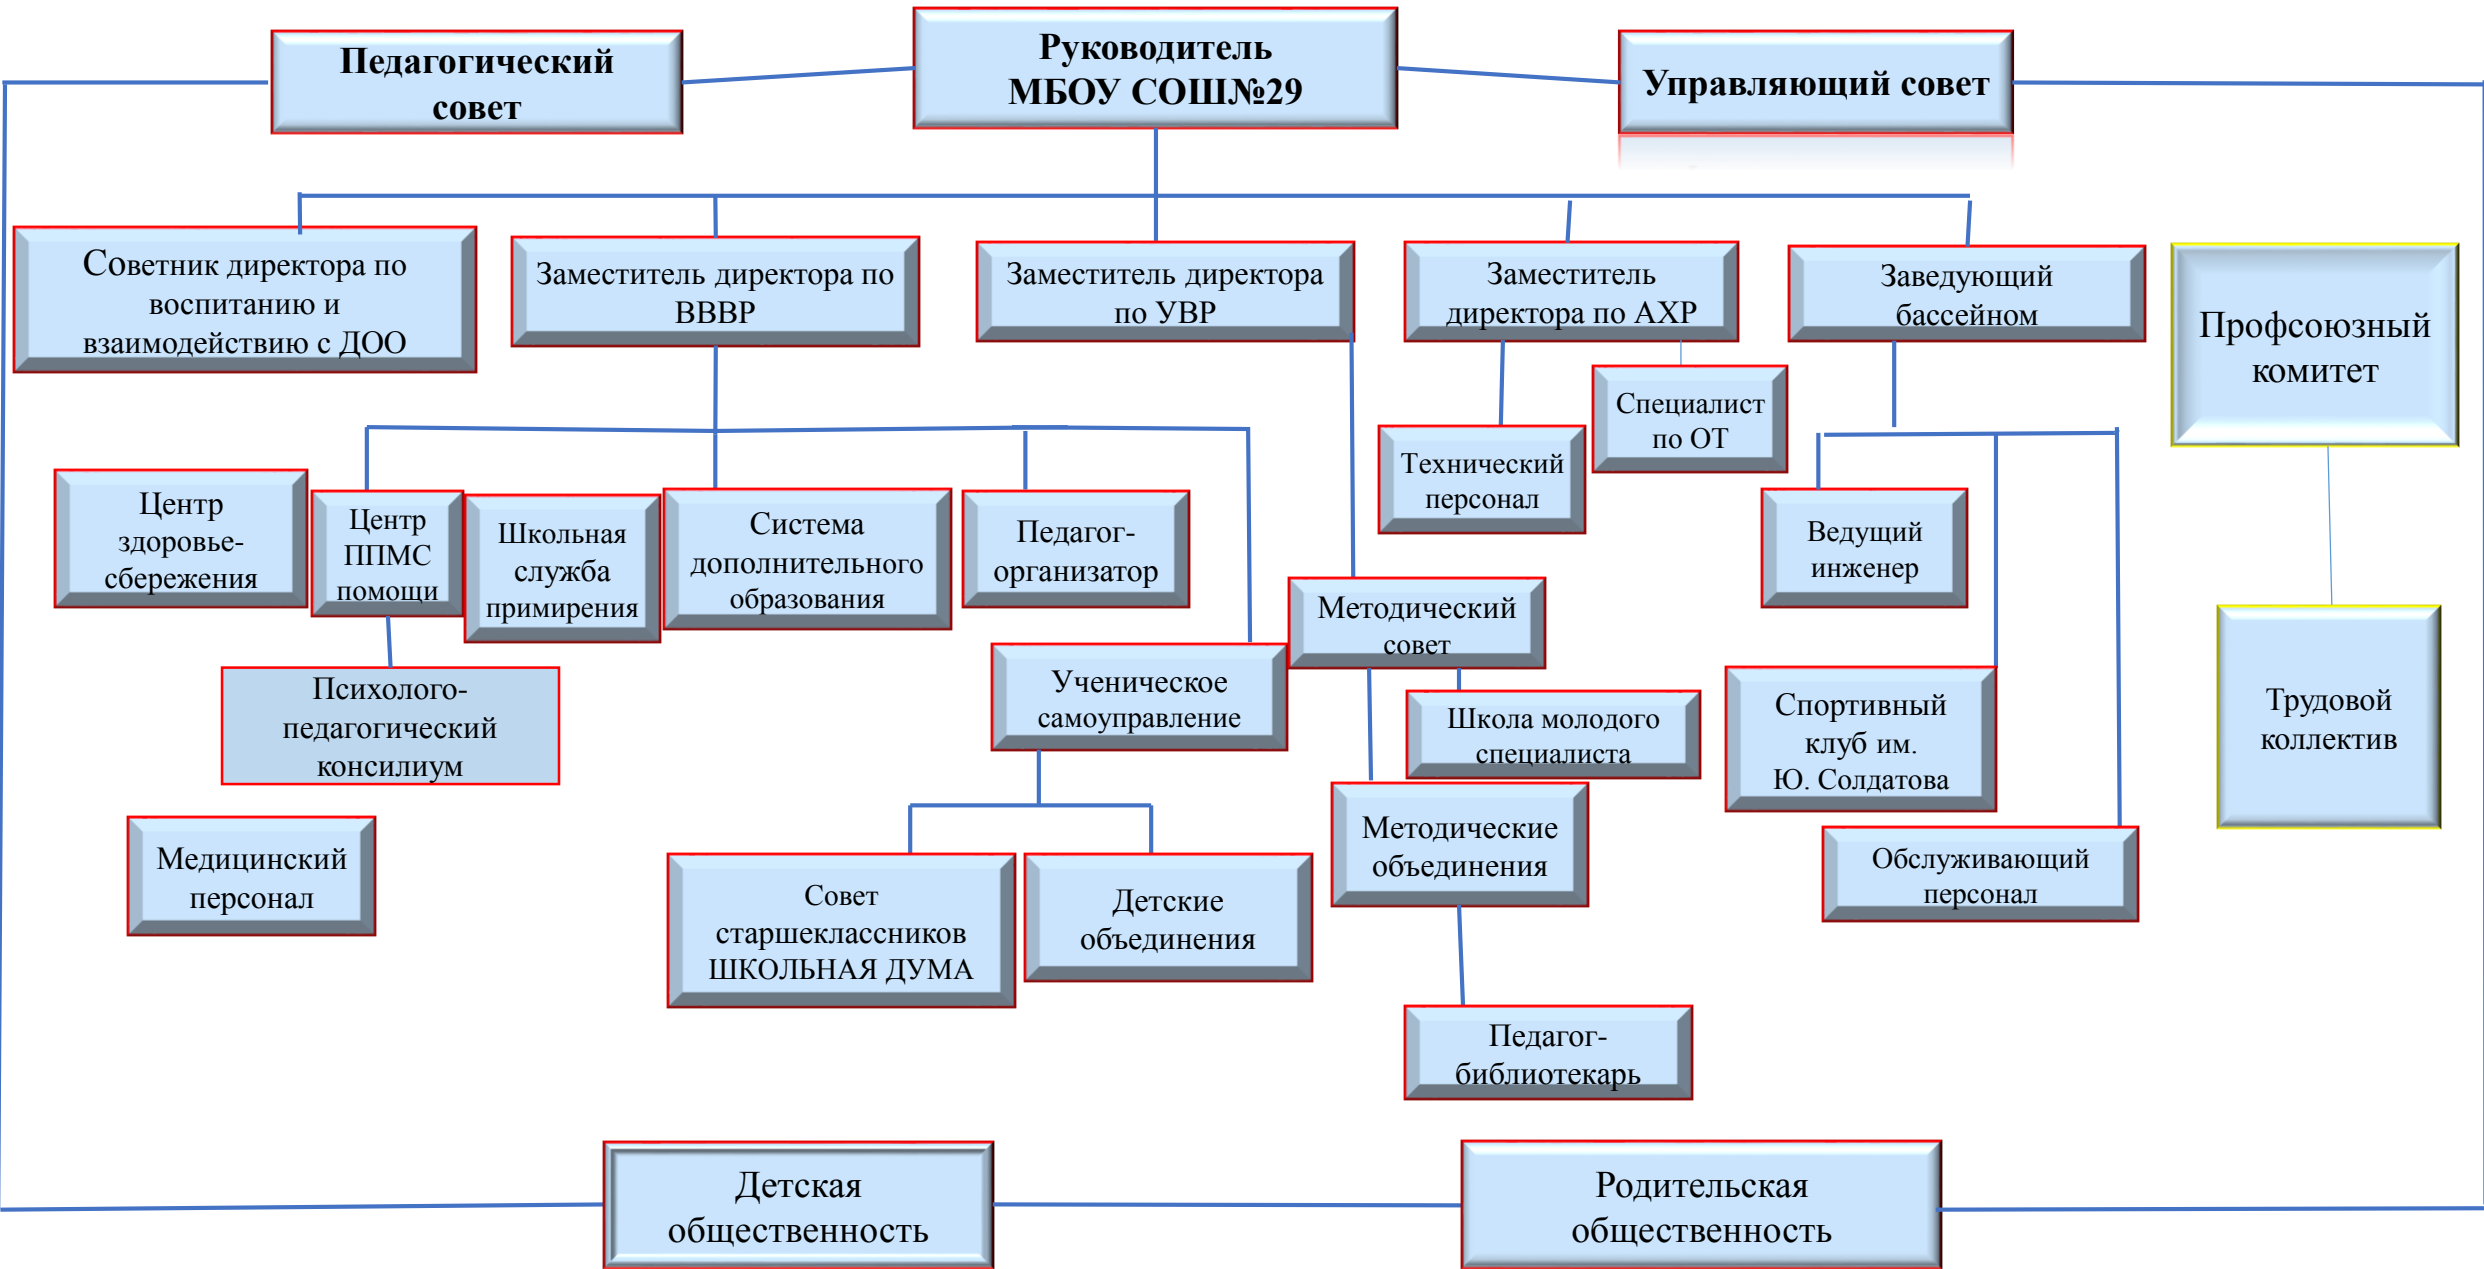 Педагогический
совет
Руководитель
МБОУ СОШ№29
Управляющий совет
Советник директора по
воспитанию и
взаимодействию с ДОО
Заместитель директора по
ВВВР
Заместитель директора
по УВР
Заместитель
директора по АХР
Заведующий
бассейном
Профсоюзный
комитет
Специалист
по ОТ
Технический
персонал
Центр
здоровье-
сбережения
Центр
ППМС
помощи
Школьная
служба
примирения
Система
дополнительного
образования
Педагог-
организатор
Ведущий
инженер
Методический
совет
Трудовой
коллектив
Психолого-
педагогический
консилиум
Ученическое
самоуправление
Школа молодого
специалиста
Спортивный
клуб им.
Ю. Солдатова
Медицинский
персонал
Методические
объединения
Обслуживающий
персонал
Совет
старшеклассников
ШКОЛЬНАЯ ДУМА
Детские
объединения
Педагог-
библиотекарь
Детская
общественность
Родительская
общественность